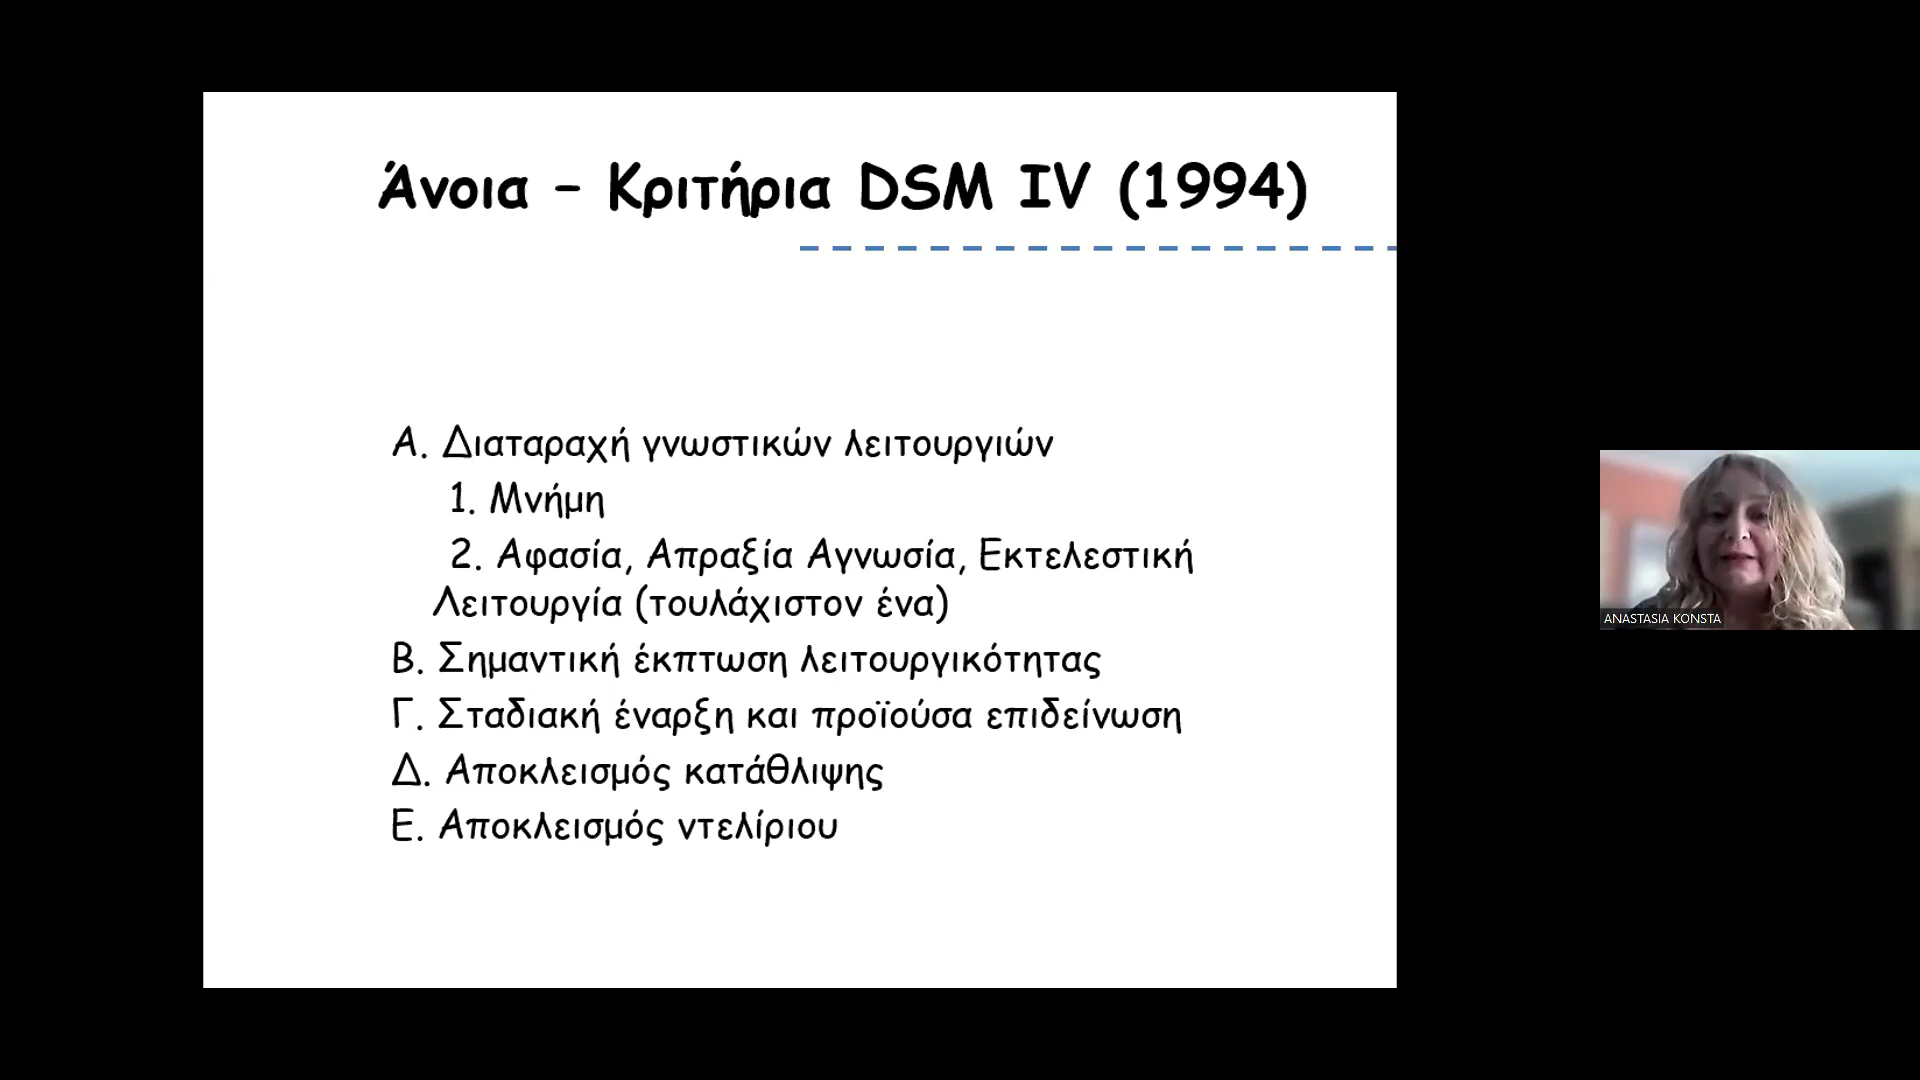 Άνοια – Κριτήρια DSM IV (1994)
Α. Διαταραχή γνωστικών λειτουργιών
1. Μνήμη
2. Αφασία, Απραξία Αγνωσία, Εκτελεστική
Λειτουργία (τουλάχιστον ένα)
Β. Σημαντική έκπτωση λειτουργικότητας
Γ. Σταδιακή έναρξη και προϊούσα επιδείνωση
Δ. Αποκλεισμός κατάθλιψης
Ε. Αποκλεισμός ντελίριου
ANASTASIA KONSTA